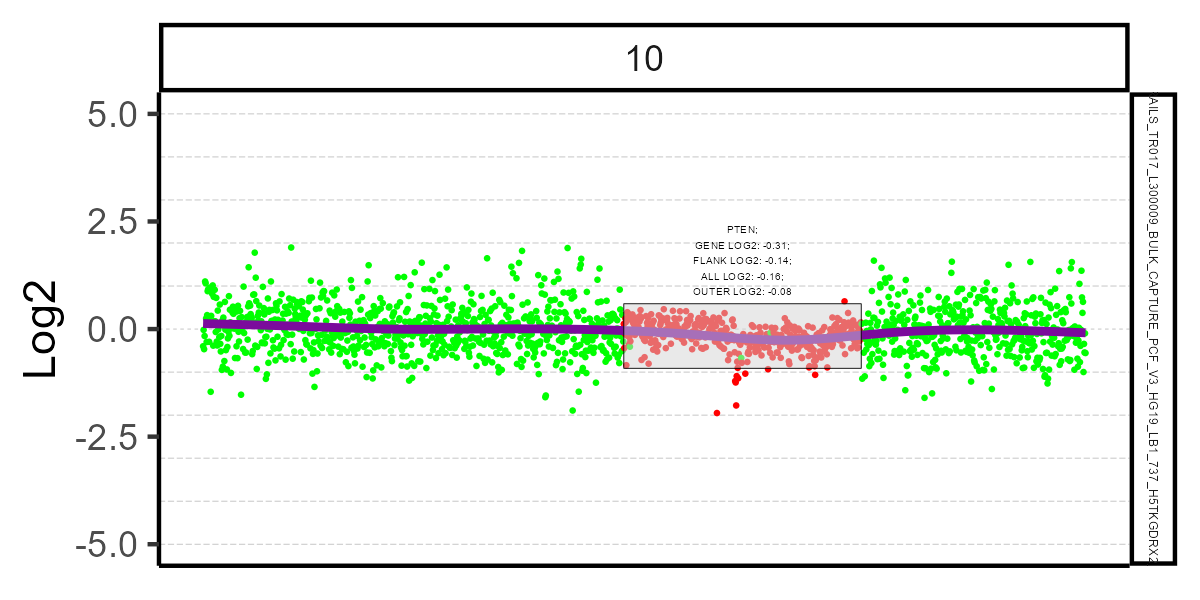 10
5.0
2.5
0.0
-2.5
-5.0
Log2
PTEN;
GENE LOG2: -0.31;
FLANK LOG2: -0.14;
ALL LOG2: -0.16;
OUTER LOG2: -0.08
AILS_TR017_L300009_BULK_CAPTURE_PCF_V3_HG19_LB1_737_H5TKGDRX2